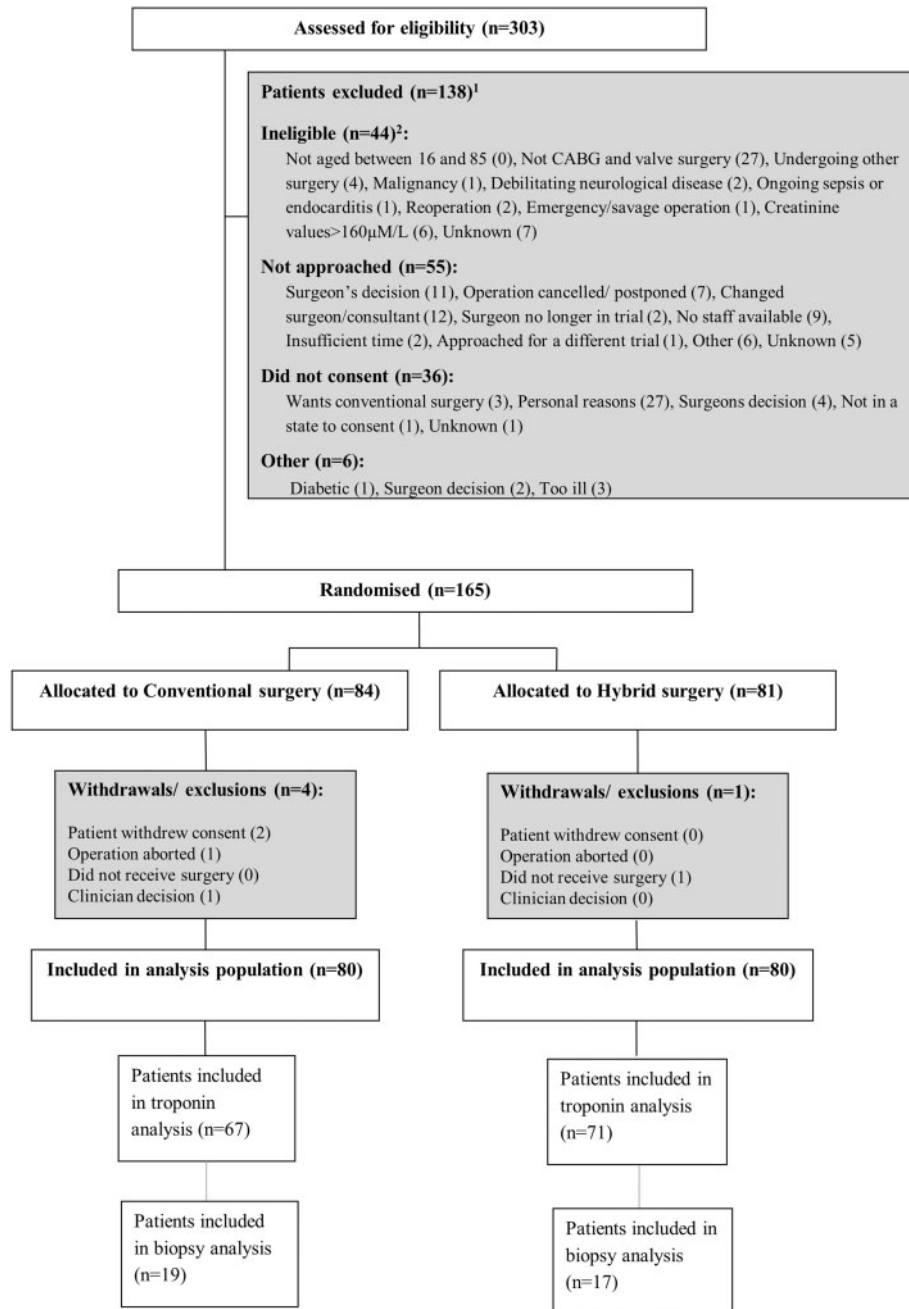 Assessed for eligibility (n=303)
Patients excluded (n=138)¹
Ineligible (n=44)²:
Not aged between 16 and 85 (0), Not CABG and valve surgery (27), Undergoing other
surgery (4), Malignancy (1), Debilitating neurological disease (2), Ongoing sepsis or
endocarditis (1), Reoperation (2), Emergency/savage operation (1), Creatinine
values>160µM/L (6), Unknown (7)
Not approached (n=55):
Surgeon's decision (11), Operation cancelled/ postponed (7), Changed
surgeon/consultant (12), Surgeon no longer in trial (2), No staff available (9),
Insufficient time (2), Approached for a different trial (1), Other (6), Unknown (5)
Did not consent (n=36):
Wants conventional surgery (3), Personal reasons (27), Surgeons decision (4), Not in a
state to consent (1), Unknown (1)
Other (n=6):
Diabetic (1), Surgeon decision (2), Too ill (3)
Randomised (n=165)
Allocated to Conventional surgery (n=84)
Withdrawals/ exclusions (n=4):
Patient withdrew consent (2)
Operation aborted (1)
Did not receive surgery (0)
Clinician decision (1)
Included in analysis population (n=80)
Patients included
in troponin
analysis (n=67)
Patients included
in biopsy analysis
(n=19)
Allocated to Hybrid surgery (n=81)
Withdrawals/ exclusions (n=1):
Patient withdrew consent (0)
Operation aborted (0)
Did not receive surgery (1)
Clinician decision (0)
Included in analysis population (n=80)
Patients included in
troponin analysis
(n=71)
Patients included in
biopsy analysis
(n=17)